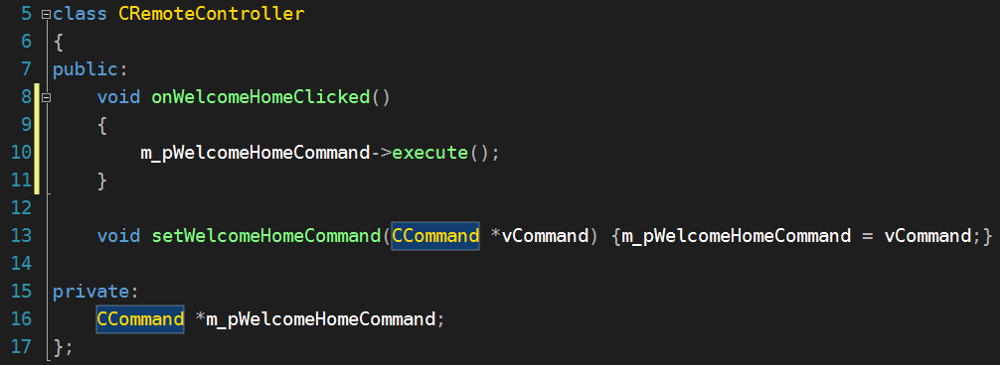 5 class CRemoteController
6 {
7 public:
8     void onWelcomeHomeClicked()
9     {
10         m_pWelcomeHomeCommand->execute();
11     }
12
13     void setWelcomeHomeCommand(CCommand *vCommand) {m_pWelcomeHomeCommand = vCommand;}
14
15 private:
16     CCommand *m_pWelcomeHomeCommand;
17 };